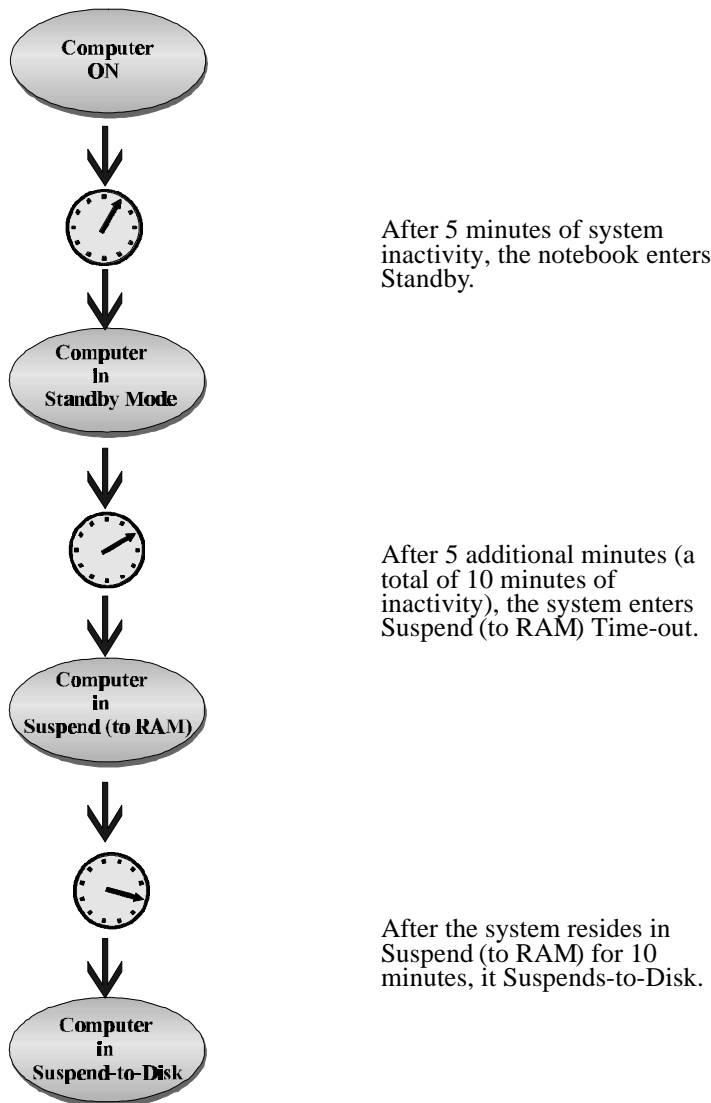 Computer
ON
After 5 minutes of system
inactivity, the notebook enters
Standby.
Computer
in
Standby Mode
After 5 additional minutes (a
total of 10 minutes of
inactivity), the system enters
Suspend (to RAM) Time-out.
Computer
in
Suspend (to RAM)
After the system resides in
Suspend (to RAM) for 10
minutes, it Suspends-to-Disk.
Computer
in
Suspend-to-Disk